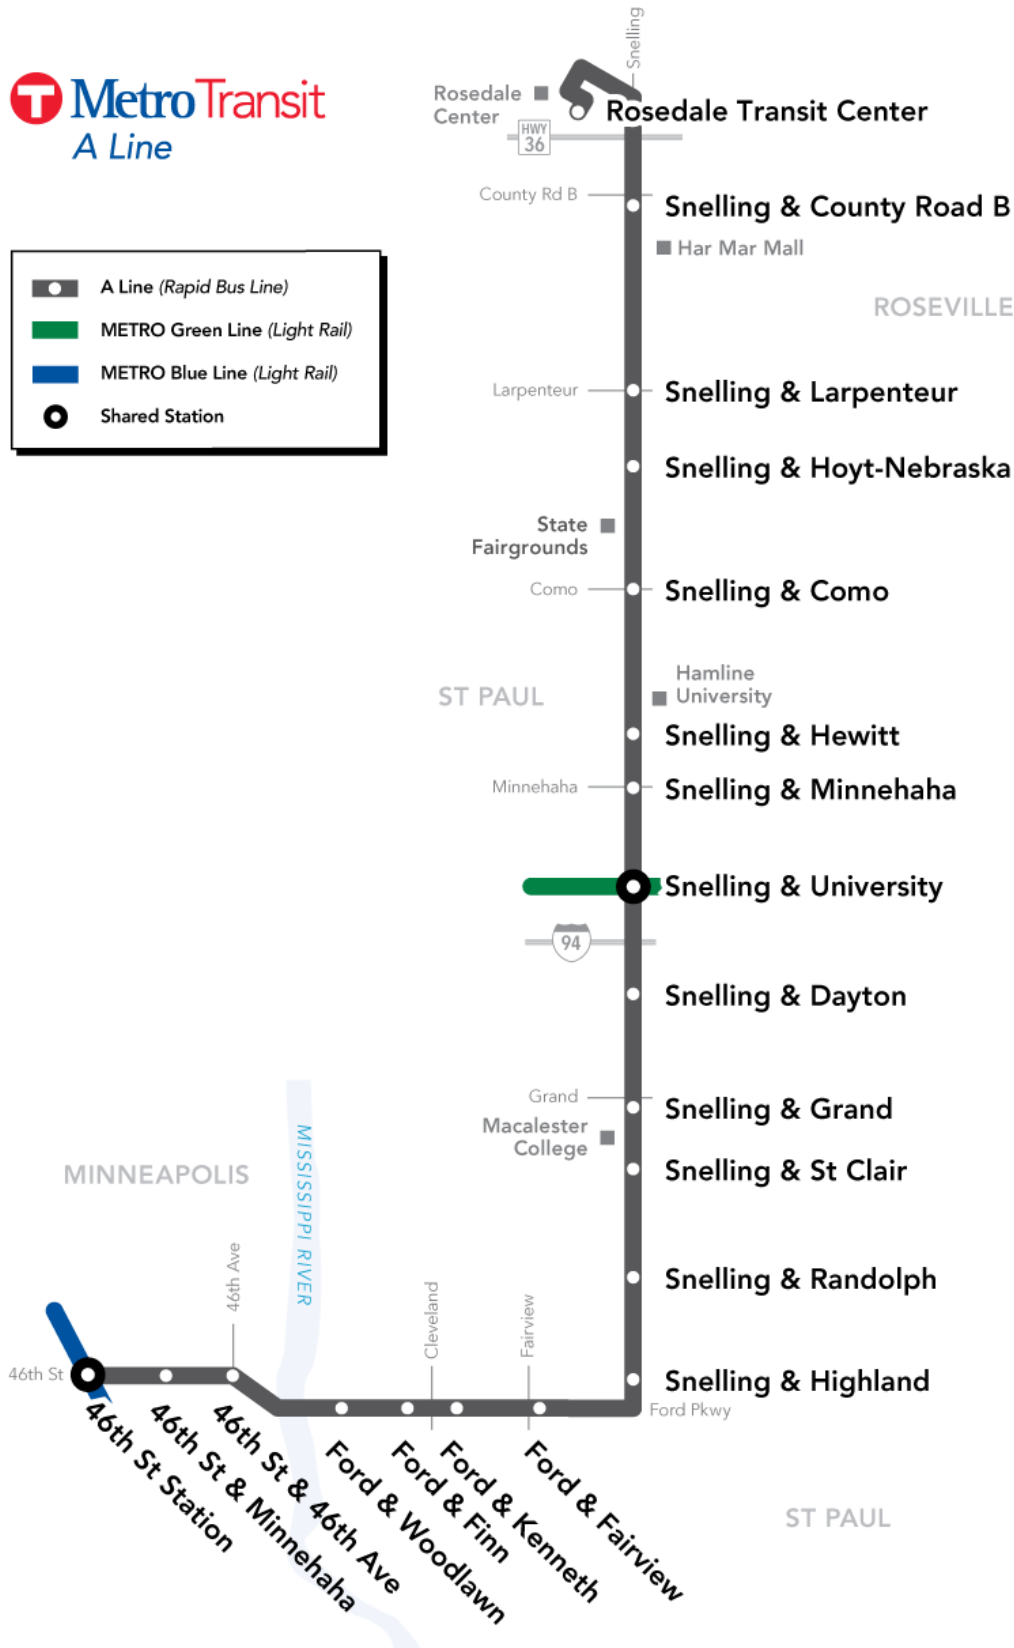 Snelling
T Metro Transit
A Line
Rosedale
Center
Rosedale Transit Center
HWY
36
County Rd B
Snelling & County Road B
Har Mar Mall
A Line (Rapid Bus Line)
METRO Green Line (Light Rail)
METRO Blue Line (Light Rail)
Shared Station
ROSEVILLE
Larpenteur
Snelling & Larpenteur
Snelling & Hoyt-Nebraska
State
Fairgrounds
Como
Snelling & Como
Hamline
University
ST PAUL
Snelling & Hewitt
Minnehaha
Snelling & Minnehaha
Snelling & University
94
Snelling & Dayton
Grand
Snelling & Grand
Macalester
College
Snelling & St Clair
MINNEAPOLIS
MISSISSIPPI RIVER
Snelling & Randolph
46th Ave
Cleveland
Fairview
46th St
Snelling & Highland
Ford Pkwy
46th St Station
46th St & Minnehaha
46th St & 46th Ave
Ford & Woodlawn
Ford & Finn
Ford & Kenneth
Ford & Fairview
ST PAUL